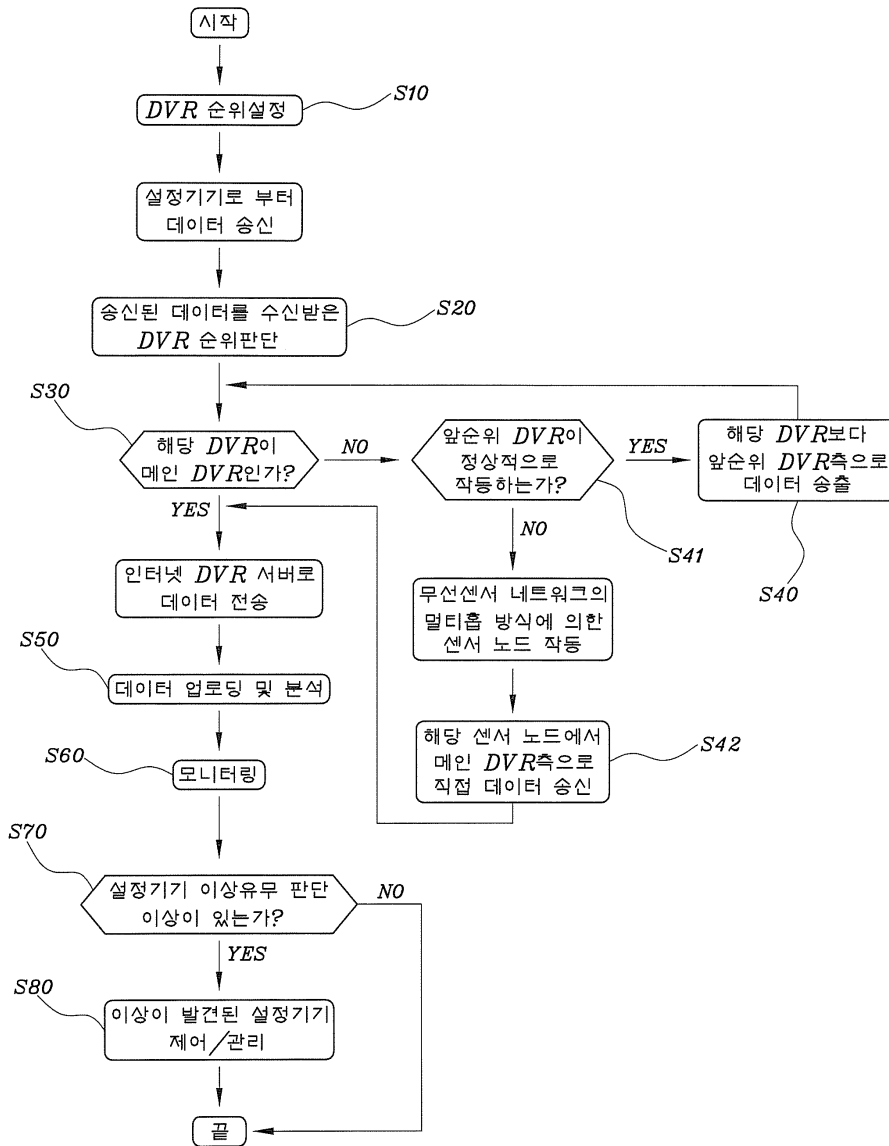 시작
DVR 순위설정
S10
설정기기로 부터
데이터 송신
송신된 데이터를 수신받은
DVR 순위판단
S20
S30
해당 DVR이
메인 DVR인가?
NO
앞순위 DVR이
정상적으로
작동하는가?
YES
해당 DVR보다
앞순위 DVR측으로
데이터 송출
S40
S41
YES
NO
인터넷 DVR 서버로
데이터 전송
무선센서 네트워크의
멀티홉 방식에 의한
센서 노드 작동
S50
데이터 업로딩 및 분석
해당 센서 노드에서
메인 DVR측으로
직접 데이터 송신
S42
S60
모니터링
S70
설정기기 이상유무 판단
이상이 있는가?
NO
YES
S80
이상이 발견된 설정기기
제어/관리
끝